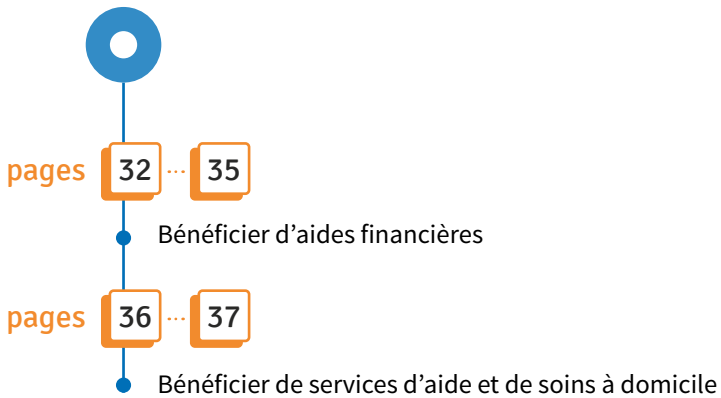 pages 32 ... 35
Bénéficier d’aides financières
pages 36 ... 37
Bénéficier de services d’aide et de soins à domicile